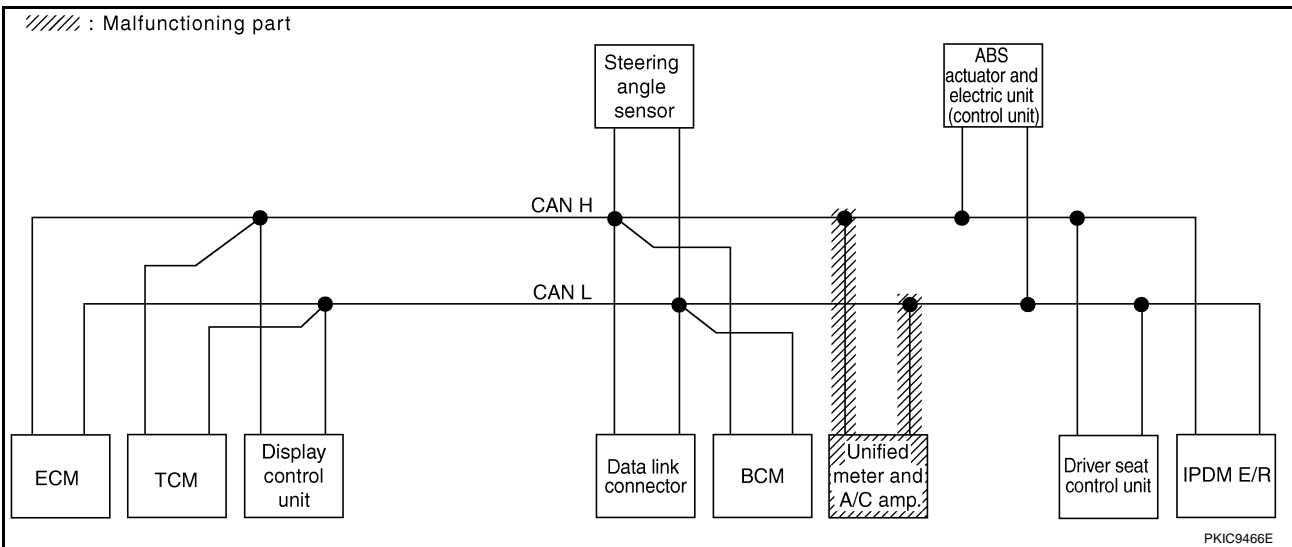 : Malfunctioning part
Steering
angle
sensor
ABS
actuator and
electric unit
(control unit)
CAN H
CAN L
ECM
TCM
Display
control
unit
Data link
connector
BCM
Unified
meter and
A/C amp.
Driver seat
control unit
IPDM E/R
PKIC9466E